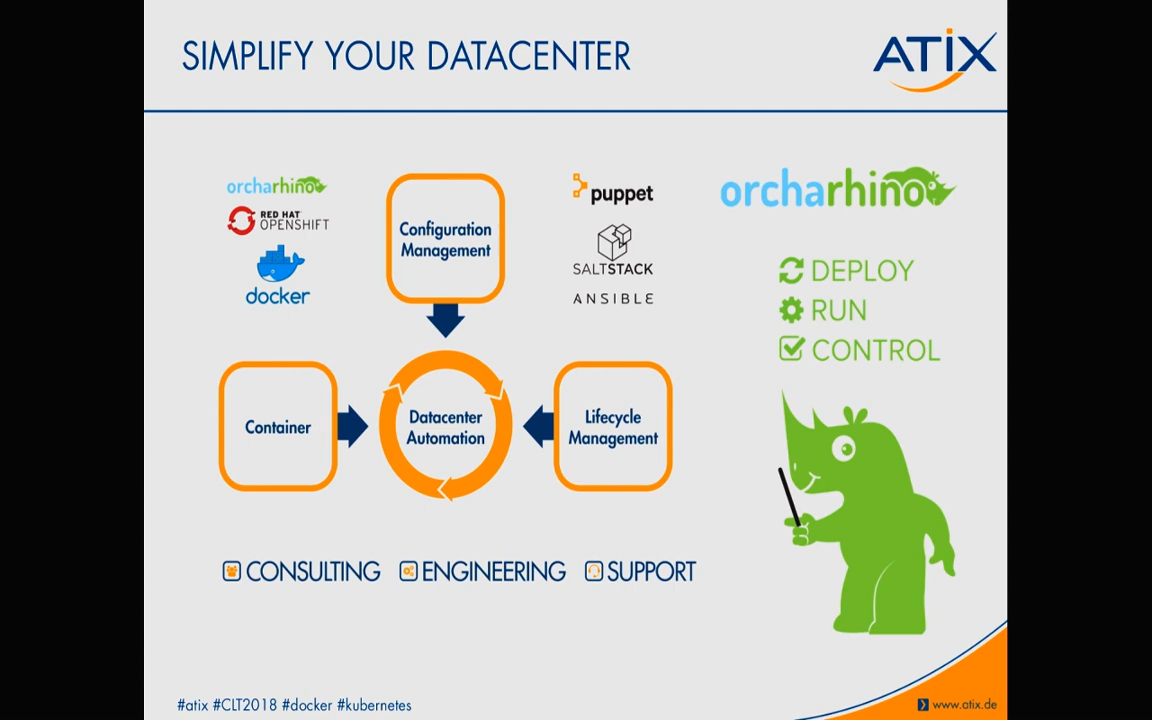 SIMPLIFY YOUR DATACENTER
ATIX
orcharhino
RED HAT
OPENSHIFT
docker
Configuration
Management
puppet
SALTSTACK
ANSIBLE
orcharhino
DEPLOY
RUN
CONTROL
Container
Datacenter
Automation
Lifecycle
Management
CONSULTING
ENGINEERING
SUPPORT
#atix #CLT2018 #docker #kubernetes
www.atix.de